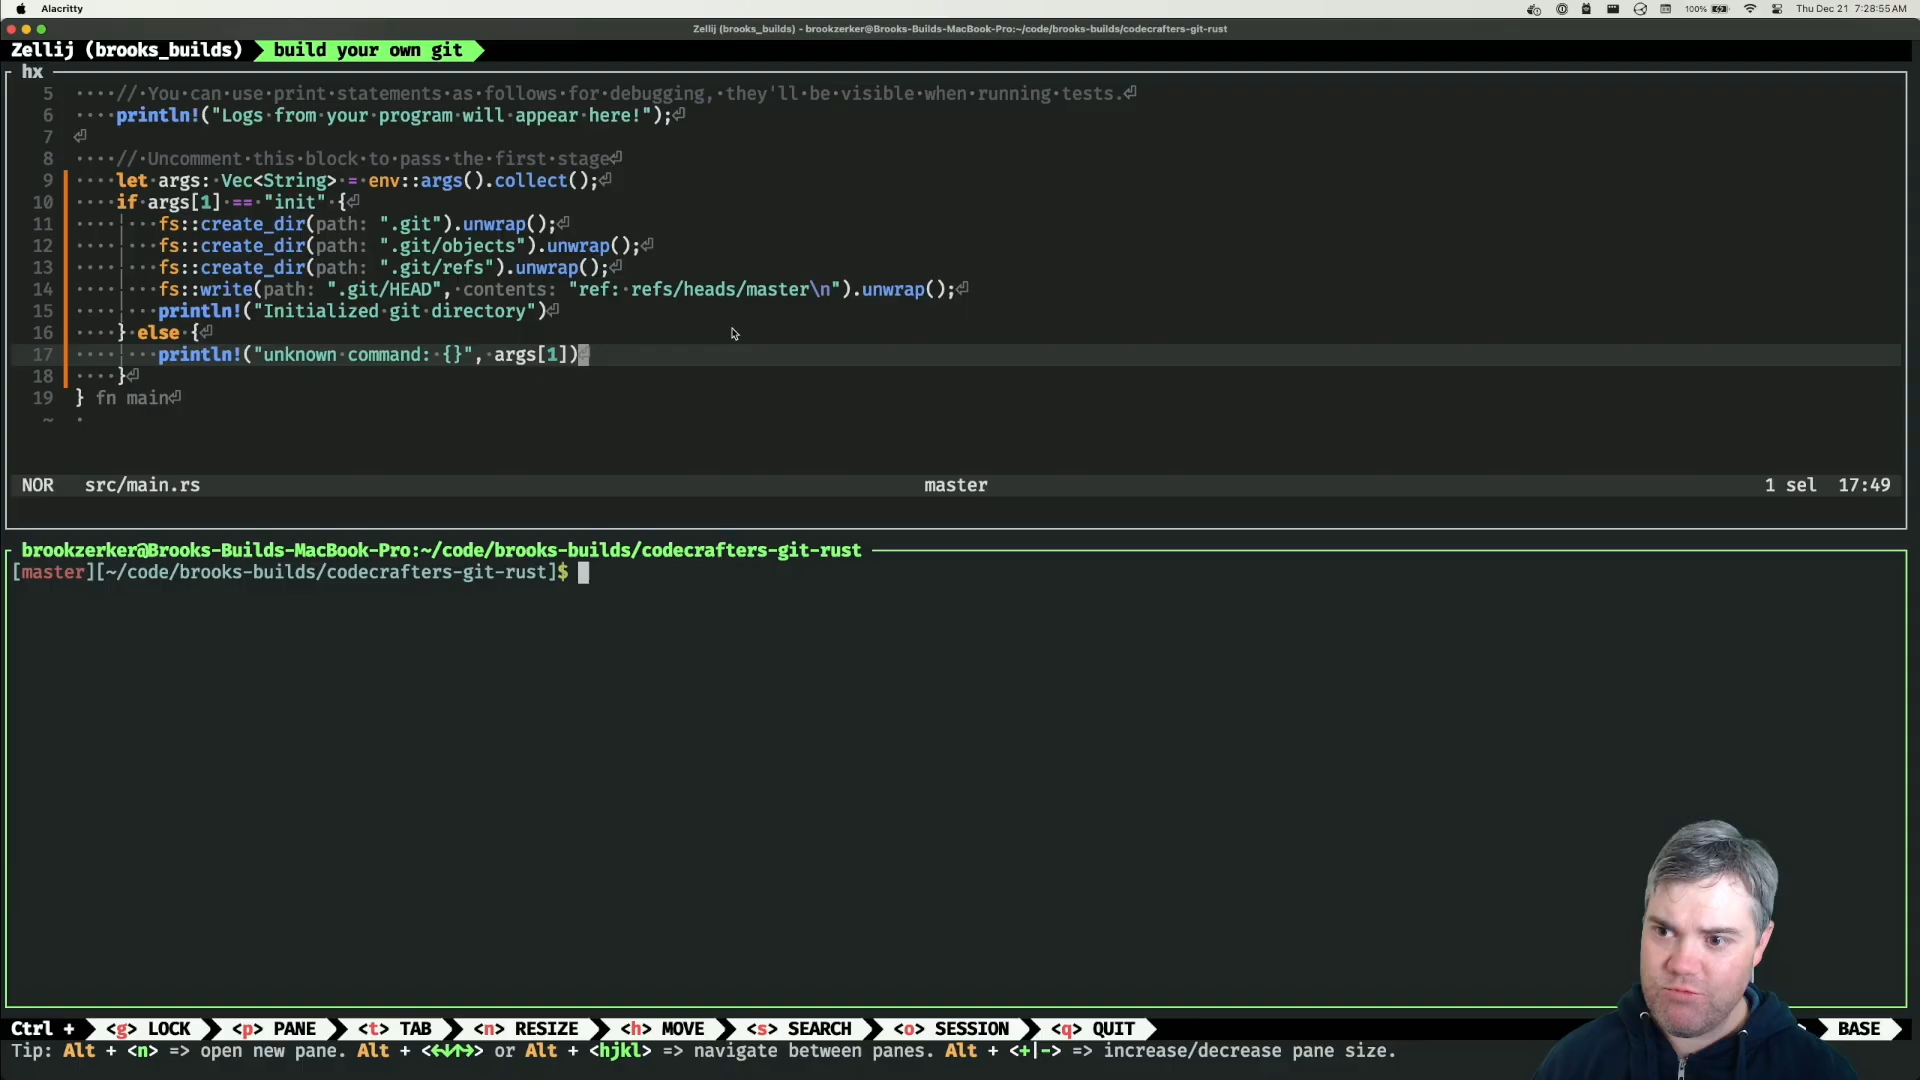 Alacritty
100% Thu Dec 21 7:28:55 AM
Zellij (brooks_builds) - brookzerker@Brooks-Builds-MacBook-Pro:~/code/brooks-builds/codecrafters-git-rust
Zellij (brooks_builds) build your own git
hx
5 ····//·You·can·use·print·statements·as·follows·for·debugging,·they'll·be·visible·when·running·tests.⏎
6 ····println!("Logs·from·your·program·will·appear·here!");⏎
7 ⏎
8 ····//·Uncomment·this·block·to·pass·the·first·stage⏎
9 ····let·args:·Vec<String>·=·env::args().collect();⏎
10 ····if·args[1]·==·"init"·{⏎
11 ····¦···fs::create_dir(path: ".git").unwrap();⏎
12 ····¦···fs::create_dir(path: ".git/objects").unwrap();⏎
13 ····¦···fs::create_dir(path: ".git/refs").unwrap();⏎
14 ····¦···fs::write(path: ".git/HEAD",·contents: "ref:·refs/heads/master\n").unwrap();⏎
15 ····¦···println!("Initialized·git·directory")⏎
16 ····}·else·{⏎
17 ····¦···println!("unknown·command:·{}",·args[1])⏎
18 ····}⏎
19 } fn main⏎
~ ·
NOR src/main.rs master 1 sel 17:49
brookzerker@Brooks-Builds-MacBook-Pro:~/code/brooks-builds/codecrafters-git-rust
[master][~/code/brooks-builds/codecrafters-git-rust]$
Ctrl + <g> LOCK <p> PANE <t> TAB <n> RESIZE <h> MOVE <s> SEARCH <o> SESSION <q> QUIT > BASE
Tip: Alt + <n> => open new pane. Alt + <←↓↑→> or Alt + <hjkl> => navigate between panes. Alt + <+|-> => increase/decrease pane size.